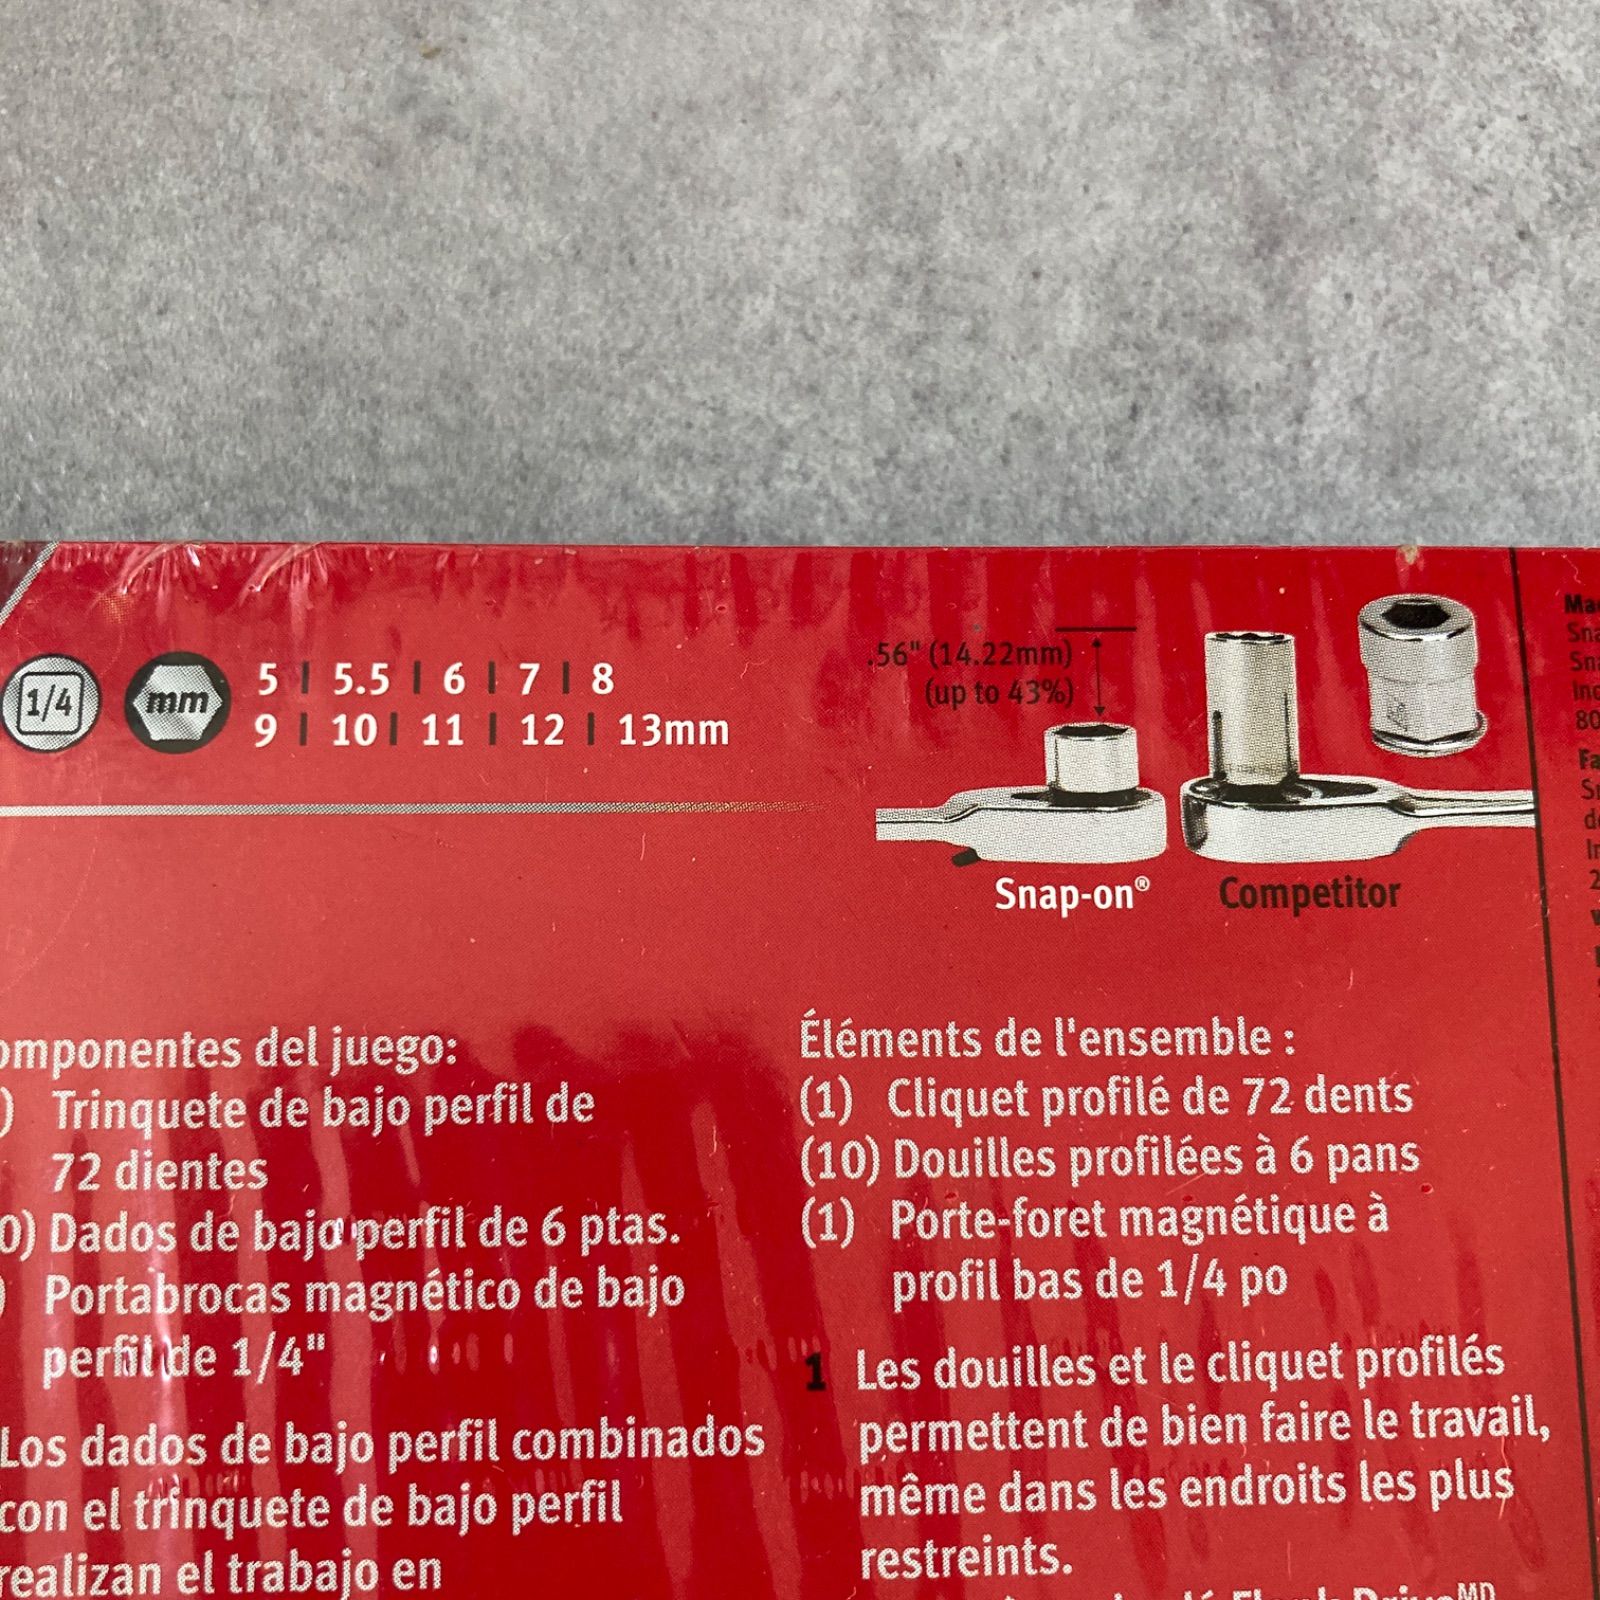 1/4
mm
5 | 5.5 | 6 | 7 | 8
9 | 10 | 11 | 12 | 13mm
.56" (14.22mm)
(up to 43%)
Snap-on®
Competitor
omponentes del juego:
) Trinquete de bajo perfil de
72 dientes
0) Dados de bajo perfil de 6 ptas.
) Portabrocas magnético de bajo
perfil de 1/4"
Los dados de bajo perfil combinados
con el trinquete de bajo perfil
realizan el trabajo en
Éléments de l'ensemble :
(1) Cliquet profilé de 72 dents
(10) Douilles profilées à 6 pans
(1) Porte-foret magnétique à
profil bas de 1/4 po
1 Les douilles et le cliquet profilés
permettent de bien faire le travail,
même dans les endroits les plus
restreints.
80